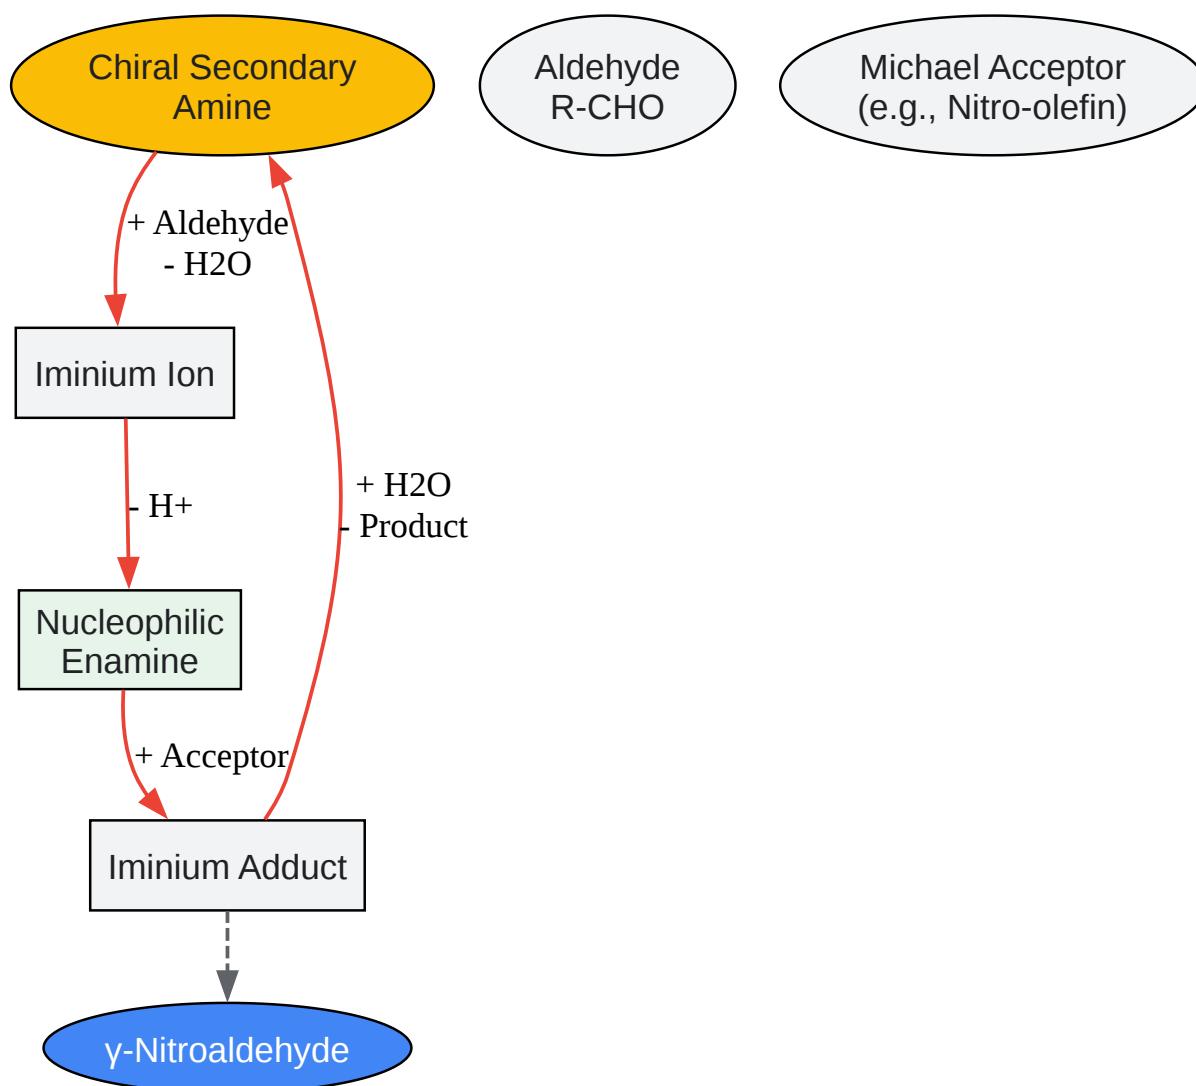 Chiral Secondary
Amine
Aldehyde
R-CHO
Michael Acceptor
(e.g., Nitro-olefin)
+ Aldehyde
- H2O
Iminium Ion
- H+
+ H2O
- Product
Nucleophilic
Enamine
+ Acceptor
Iminium Adduct
γ-Nitroaldehyde